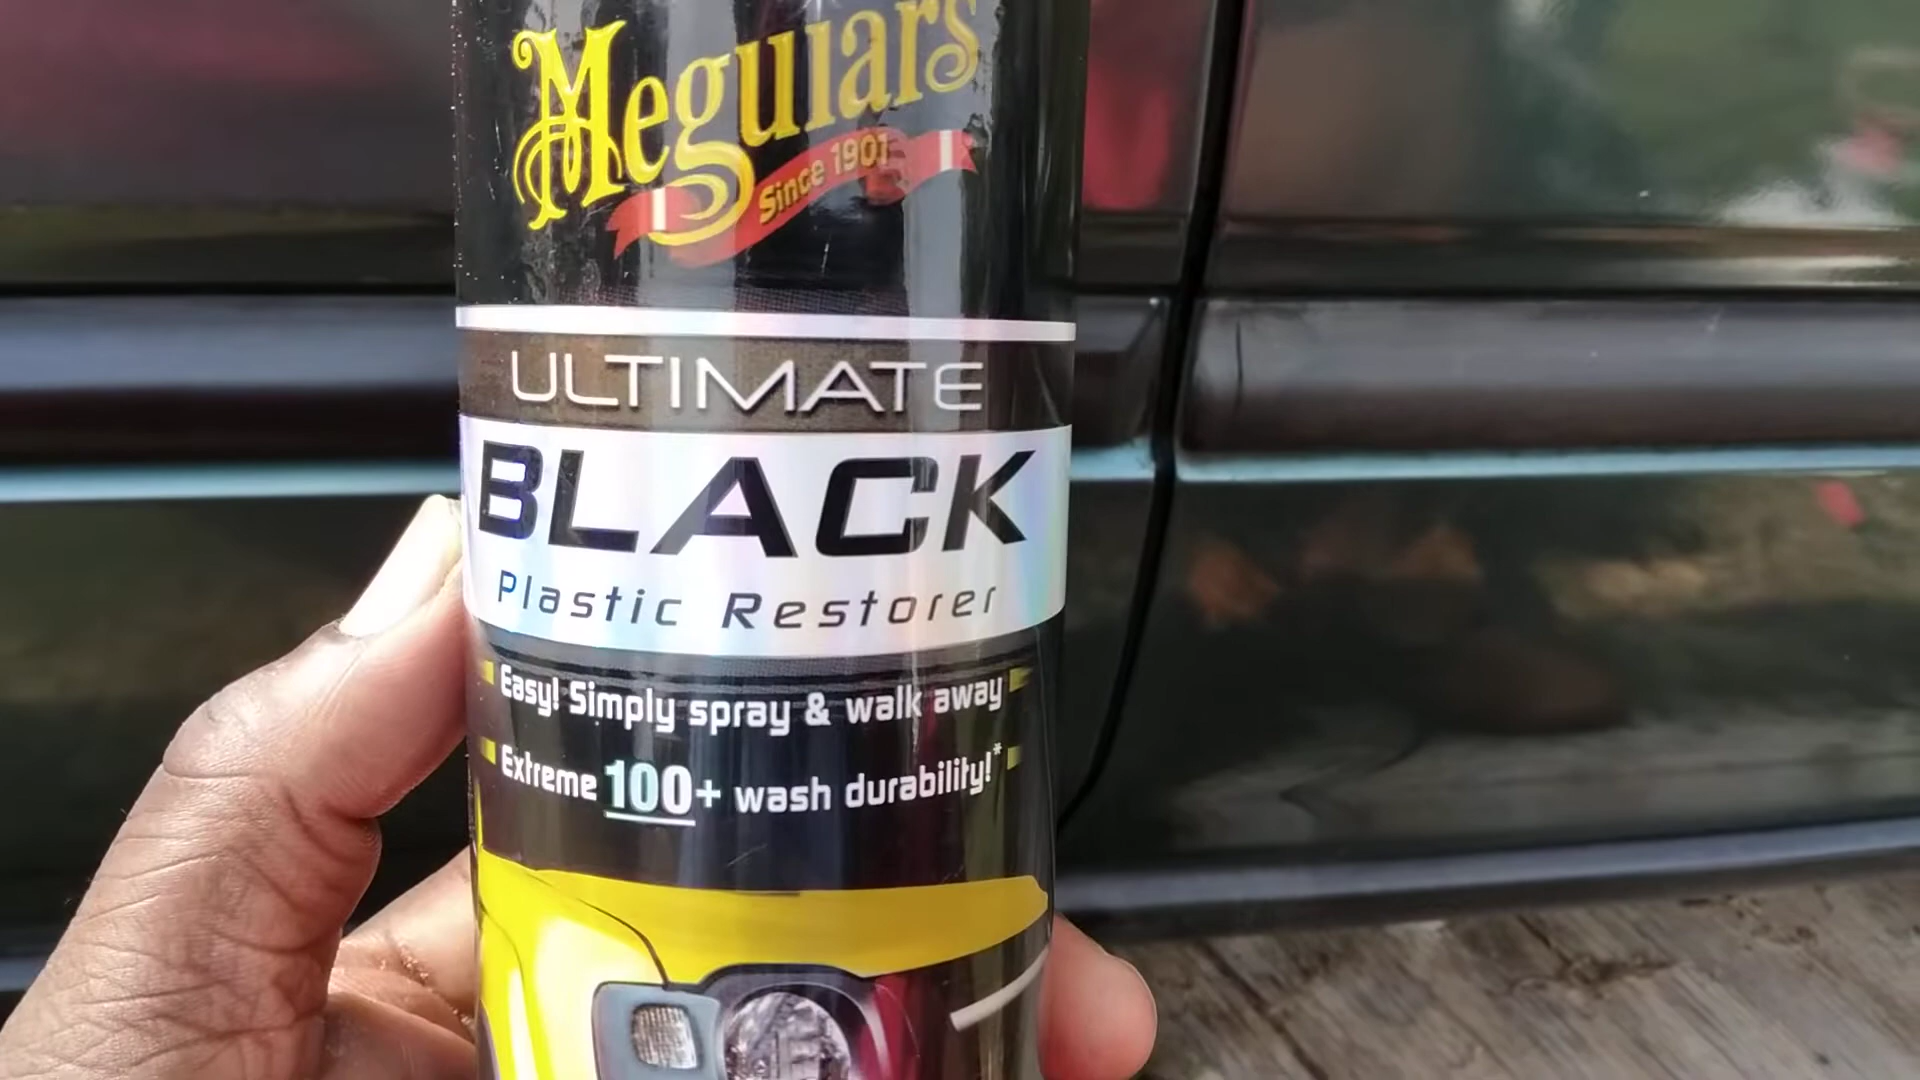 Meguiars
Since 1901
ULTIMATE
BLACK
Plastic Restorer
Easy! Simply spray & walk away
Extreme 100+ wash durability!*